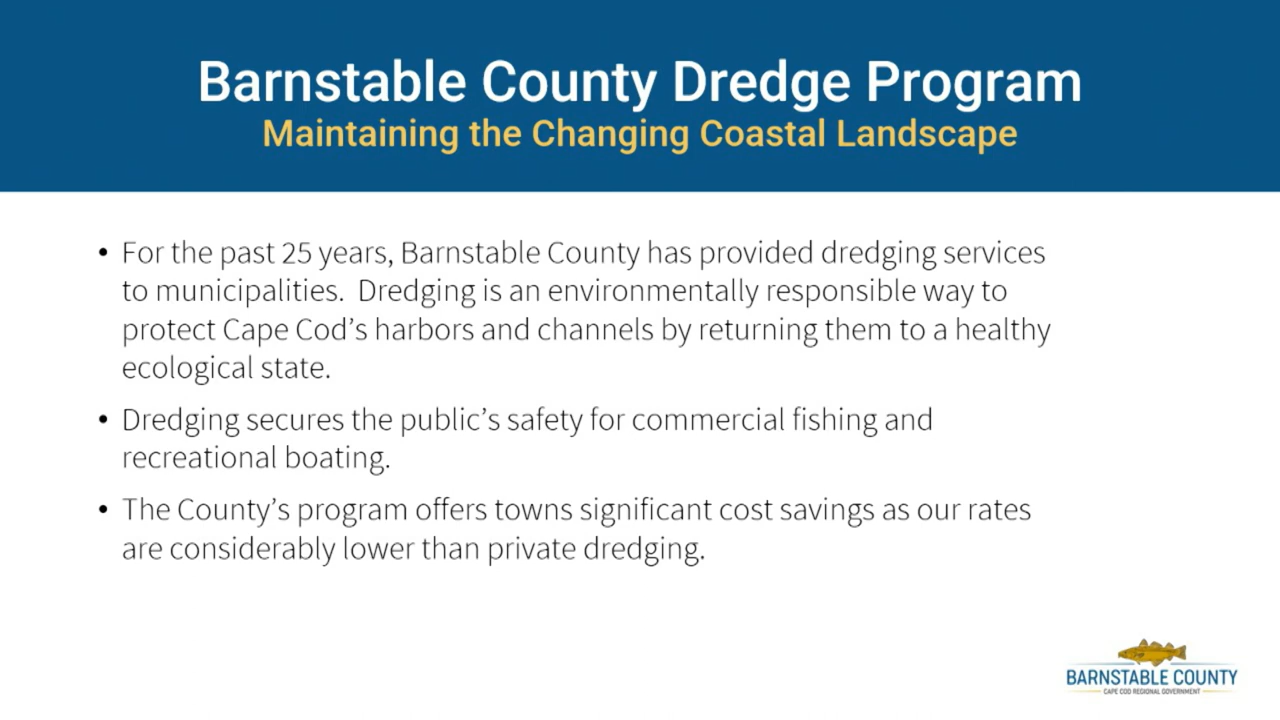 Barnstable County Dredge Program
Maintaining the Changing Coastal Landscape
• For the past 25 years, Barnstable County has provided dredging services
to municipalities.  Dredging is an environmentally responsible way to
protect Cape Cod’s harbors and channels by returning them to a healthy
ecological state.
• Dredging secures the public’s safety for commercial fishing and
recreational boating.
• The County’s program offers towns significant cost savings as our rates
are considerably lower than private dredging.
BARNSTABLE COUNTY
CAPE COD REGIONAL GOVERNMENT